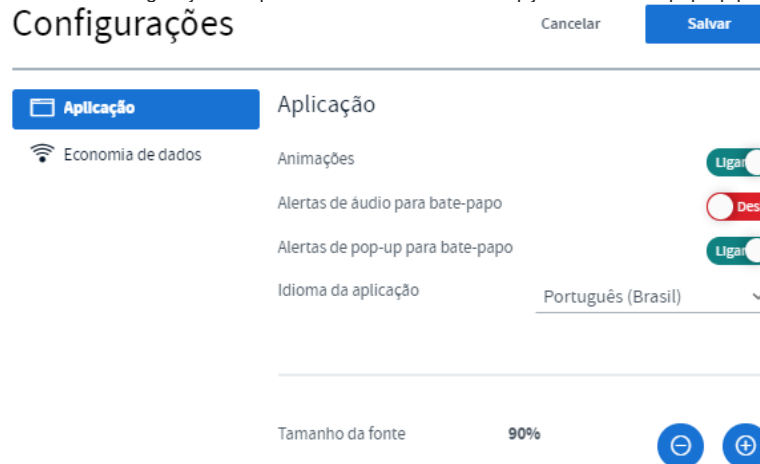 Configurações
Cancelar
Salvar
Aplicação
Economia de dados
Aplicação
Animações
Ligar
Alertas de áudio para bate-papo
Des
Alertas de pop-up para bate-papo
Ligar
Idioma da aplicação
Português (Brasil)
Tamanho da fonte
90%